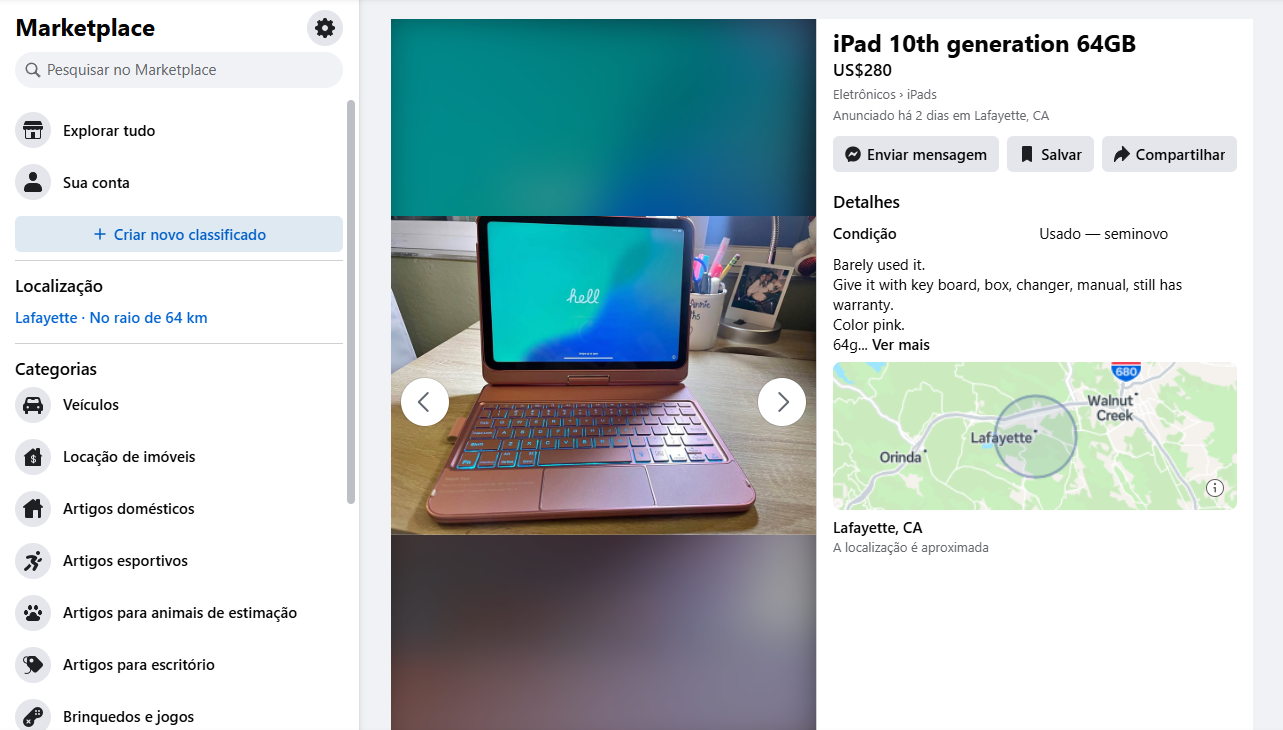 Marketplace
Pesquisar no Marketplace
Explorar tudo
Sua conta
+ Criar novo classificado
Localização
Lafayette · No raio de 64 km
Categorias
Veículos
Locação de imóveis
Artigos domésticos
Artigos esportivos
Artigos para animais de estimação
Artigos para escritório
Brinquedos e jogos
hell
iPad 10th generation 64GB
US$280
Eletrônicos › iPads
Anunciado há 2 dias em Lafayette, CA
Enviar mensagem
Salvar
Compartilhar
Detalhes
Condição
Usado — seminovo
Barely used it.
Give it with key board, box, changer, manual, still has
warranty.
Color pink.
64g... Ver mais
680
Walnut
Creek
Lafayette
Orinda
Lafayette, CA
A localização é aproximada